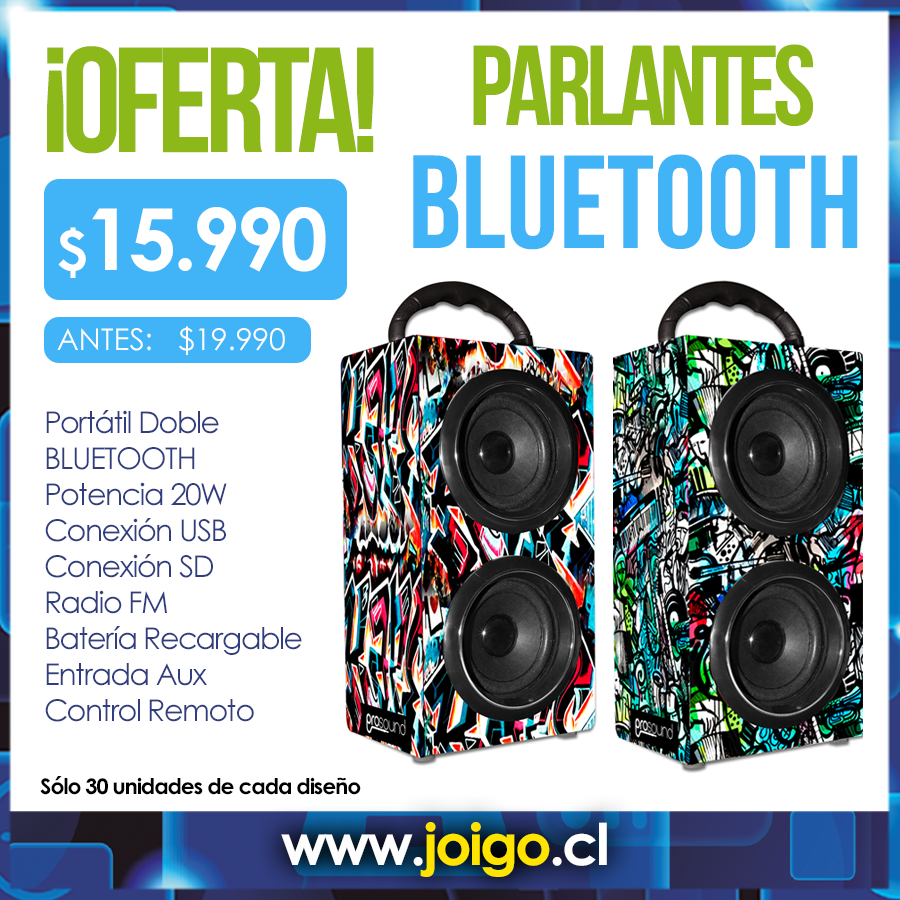 ¡OFERTA!
PARLANTES
BLUETOOTH
$15.990
ANTES: $19.990
Portátil Doble
BLUETOOTH
Potencia 20W
Conexión USB
Conexión SD
Radio FM
Batería Recargable
Entrada Aux
Control Remoto
prosound
prosound
Sólo 30 unidades de cada diseño
www.joigo.cl